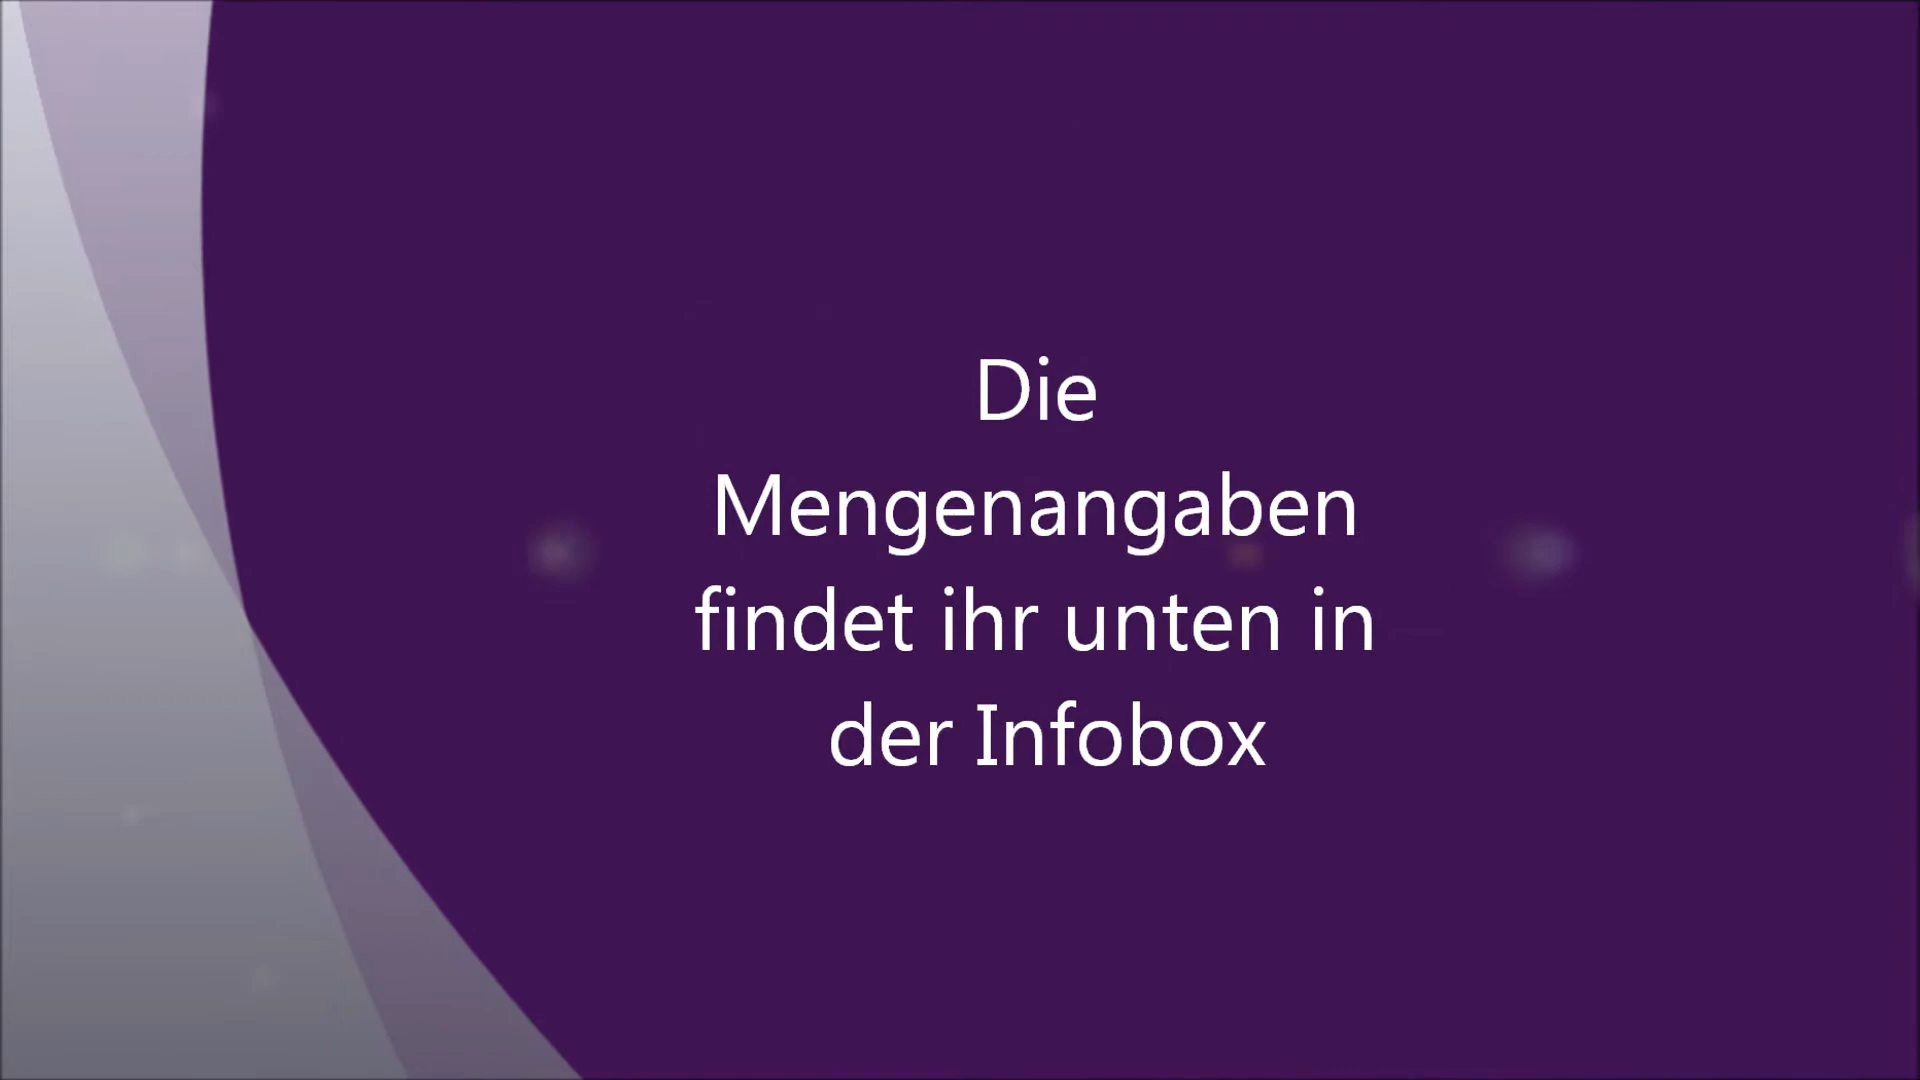 Die
Mengenangaben
findet ihr unten in
der Infobox